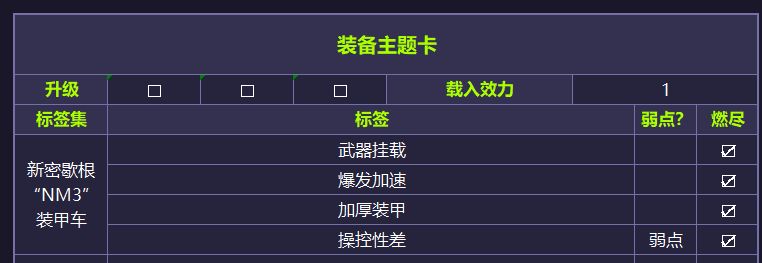 装备主题卡
升级 □ □ □ 载入效力 1
标签集 标签 弱点? 燃尽
新密歇根
“NM3”
装甲车
武器挂载 ☑
爆发加速 ☑
加厚装甲 ☑
操控性差 弱点 ☑